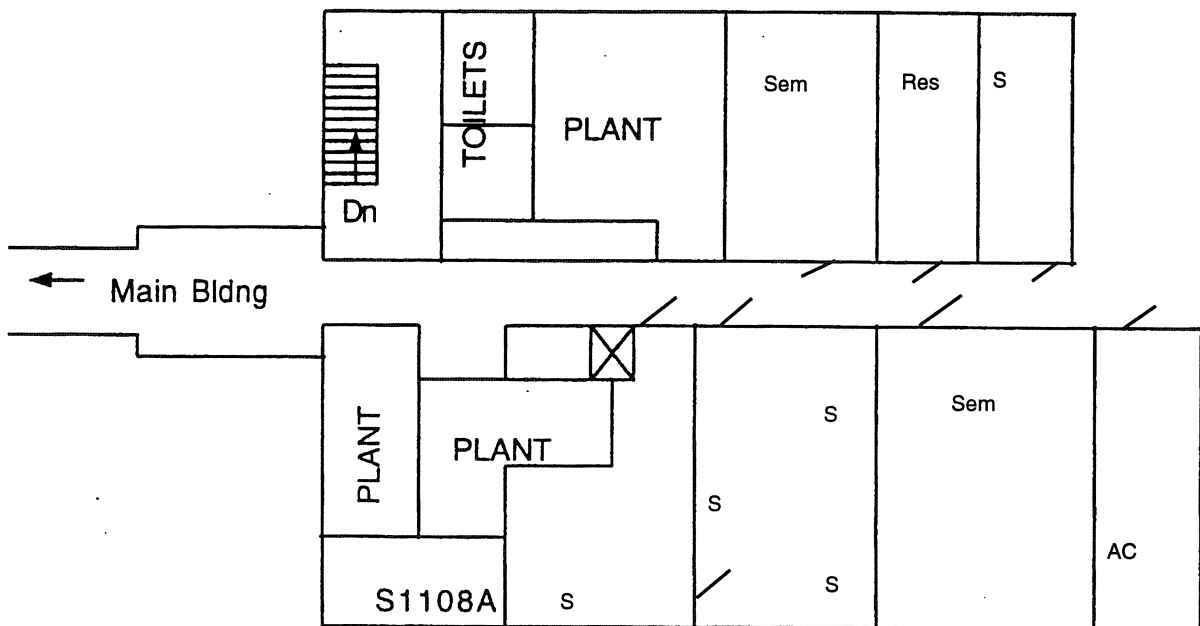 TOILETS
PLANT
Sem
Res
S
Dn
Main Bldng
PLANT
PLANT
S
Sem
S
AC
S1108A
S
S